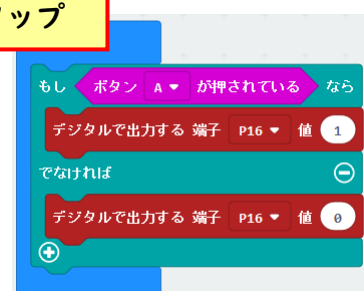 ップ
もし ボタン A が押されている なら
デジタルで出力する 端子 P16 値 1
でなければ
デジタルで出力する 端子 P16 値 0